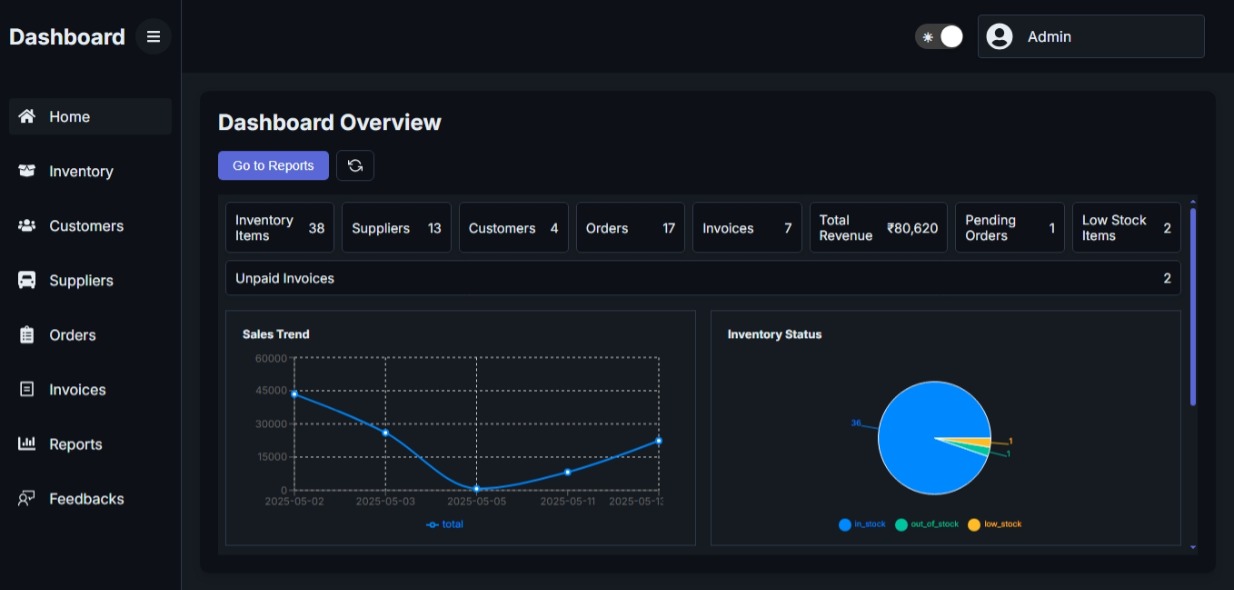 Dashboard
Admin
Home
Inventory
Customers
Suppliers
Orders
Invoices
Reports
Feedbacks
Dashboard Overview
Go to Reports
Inventory
Items
38
Suppliers 13
Customers 4
Orders 17
Invoices 7
Total
Revenue
₹80,620
Pending
Orders
1
Low Stock
Items
2
Unpaid Invoices 2
Sales Trend
60000
45000
30000
15000
0
2025-05-02 2025-05-03 2025-05-05 2025-05-11 2025-05-1
total
Inventory Status
36
1
1
in_stock out_of_stock low_stock